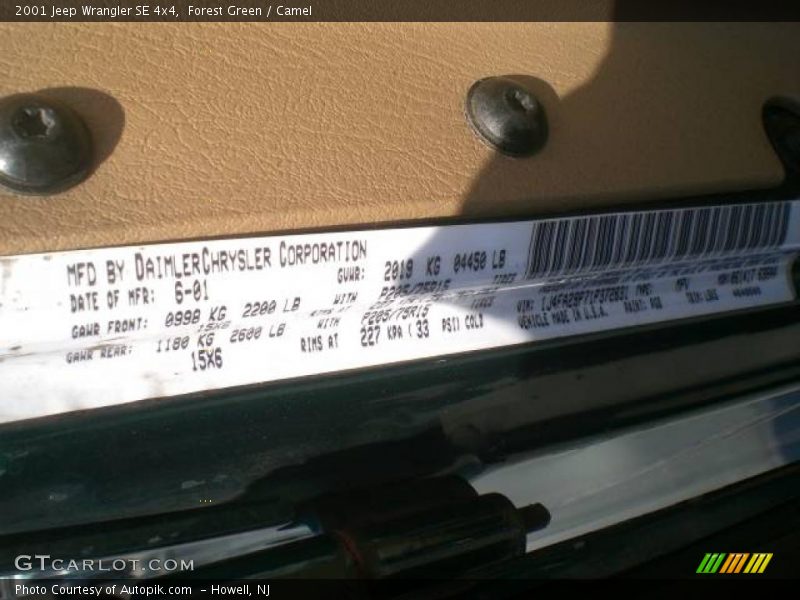 2001 Jeep Wrangler SE 4x4,  Forest Green / Camel
MFD BY DAIMLERCHRYSLER CORPORATION
DATE OF MFR: 6-01
GVWR: 2019 KG 04450 LB
GAWR FRONT: 0998 KG 2200 LB
WITH P205/75R15 TIRES
15X6
GAWR REAR: 1180 KG 2600 LB
WITH P205/75R15 TIRES
15X6
RIMS AT 227 KPA ( 33 PSI) COLD
VEHICLE MADE IN U.S.A.
GTCARLOT.COM
Photo Courtesy of Autopik.com  - Howell, NJ